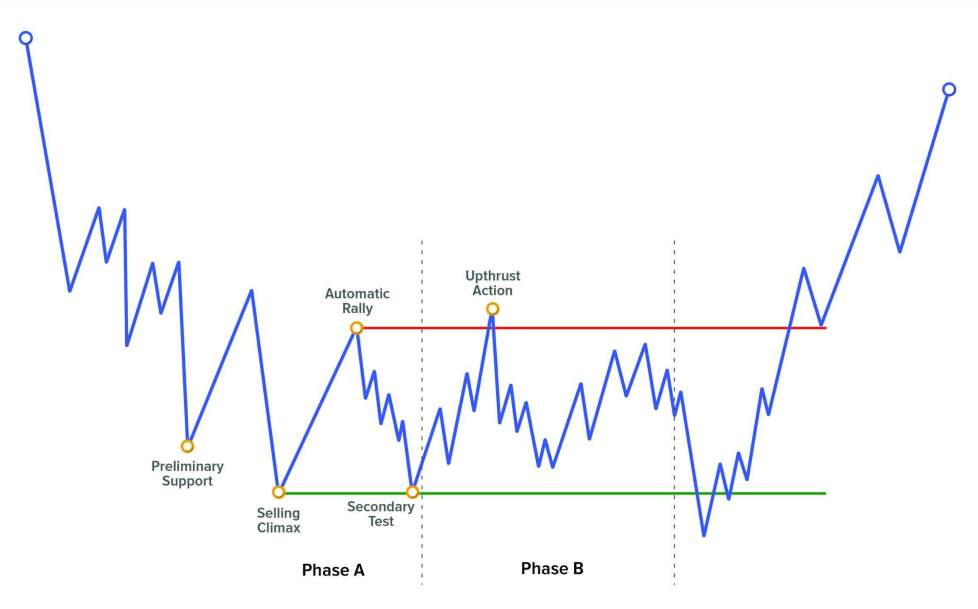 Upthrust
Action
Automatic
Rally
Preliminary
Support
Selling
Climax
Secondary
Test
Phase A
Phase B